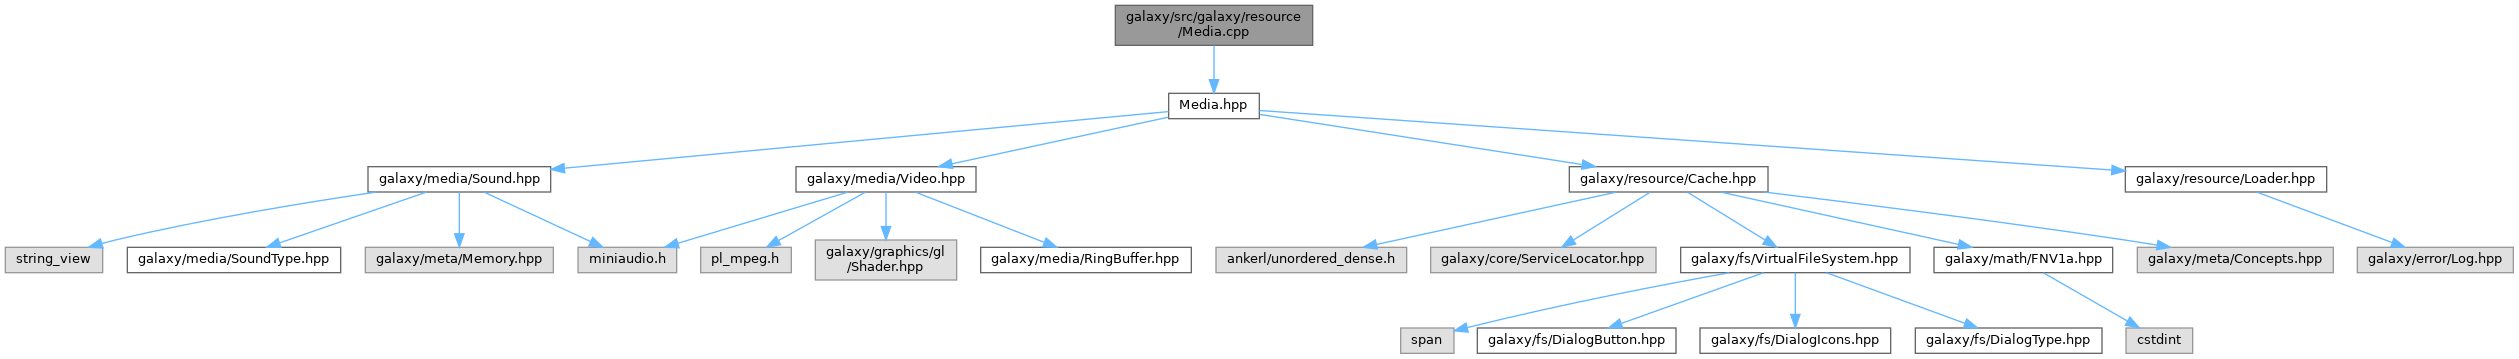 galaxy/src/galaxy/resource
/Media.cpp
Media.hpp
galaxy/media/Sound.hpp
galaxy/media/Video.hpp
galaxy/resource/Cache.hpp
galaxy/resource/Loader.hpp
string_view
galaxy/media/SoundType.hpp
galaxy/meta/Memory.hpp
miniaudio.h
pl_mpeg.h
galaxy/graphics/gl
/Shader.hpp
galaxy/media/RingBuffer.hpp
ankerl/unordered_dense.h
galaxy/core/ServiceLocator.hpp
galaxy/fs/VirtualFileSystem.hpp
galaxy/math/FNV1a.hpp
galaxy/meta/Concepts.hpp
galaxy/error/Log.hpp
span
galaxy/fs/DialogButton.hpp
galaxy/fs/DialogIcons.hpp
galaxy/fs/DialogType.hpp
cstdint